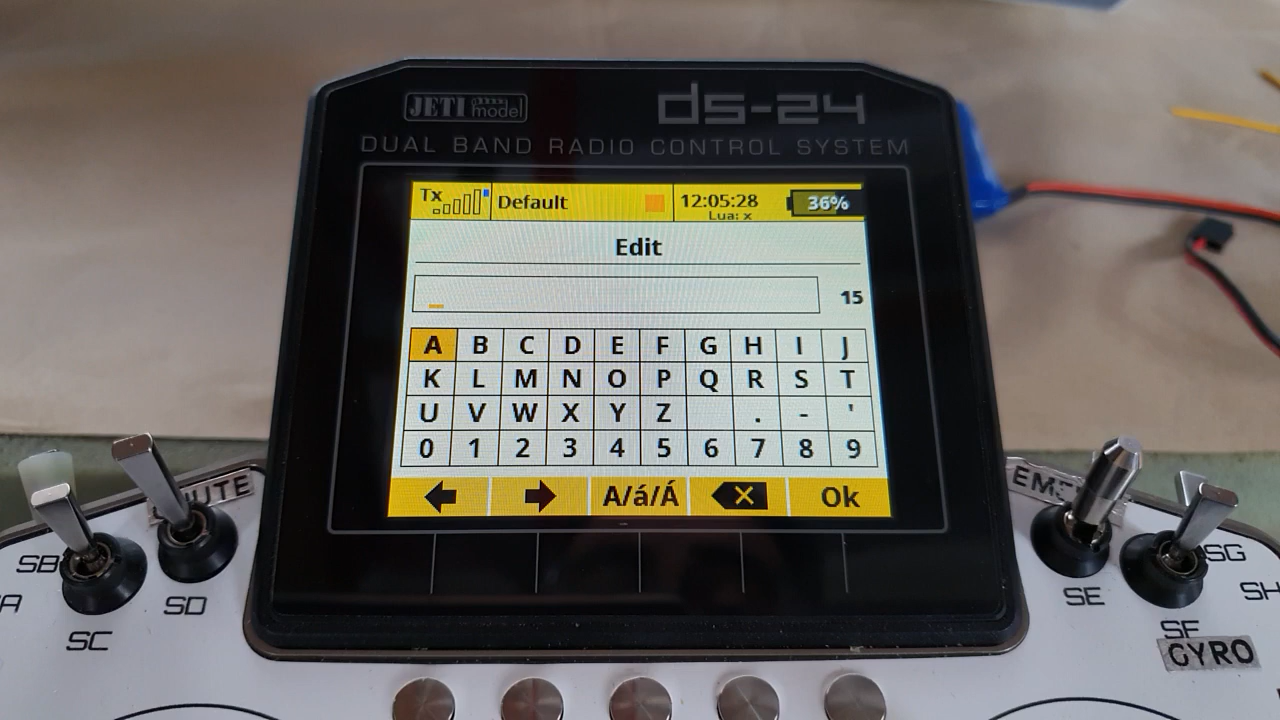 JETI model
ds-24
DUAL BAND RADIO CONTROL SYSTEM
Tx Default 12:05:28 36%
Lua: x
Edit
15
A B C D E F G H I J
K L M N O P Q R S T
U V W X Y Z . - '
0 1 2 3 4 5 6 7 8 9
A/á/Á Ok
SB
SD
SC
SE
SG
SH
SF
GYRO